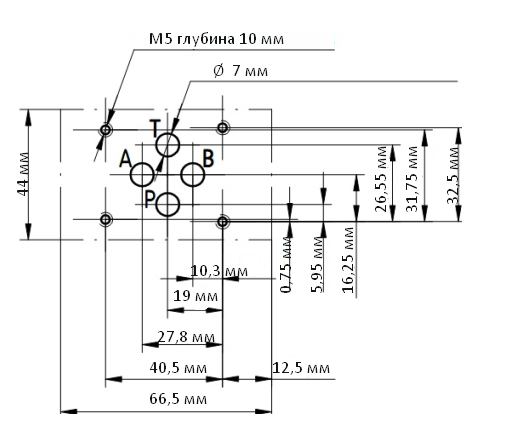 M5 глубина 10 мм
Ø 7 мм
T
A
B
P
44 мм
26,55 мм
31,75 мм
32,5 мм
0,75 мм
5,95 мм
16,25 мм
10,3 мм
19 мм
27,8 мм
40,5 мм
12,5 мм
66,5 мм